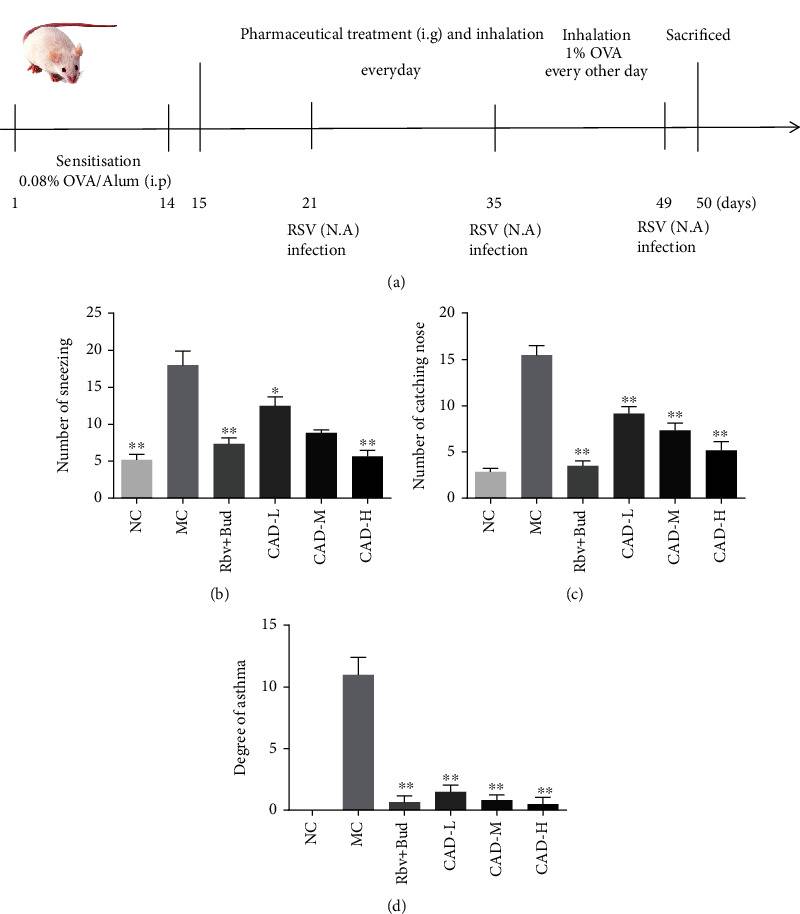 Pharmaceutical treatment (i.g) and inhalation
everyday
Inhalation
1% OVA
every other day
Sacrificed
Sensitisation
0.08% OVA/Alum (i.p)
1 14 15 21 35 49 50 (days)
RSV (N.A)
infection
RSV (N.A)
infection
RSV (N.A)
infection
(a)
Number of sneezing
25
20
15
10
5
0
**
**
*
**
NC
MC
Rbv+Bud
CAD-L
CAD-M
CAD-H
(b)
Number of catching nose
20
15
10
5
0
**
**
**
**
NC
MC
Rbv+Bud
CAD-L
CAD-M
CAD-H
(c)
Degree of asthma
15
10
5
0
**
**
**
**
NC
MC
Rbv+Bud
CAD-L
CAD-M
CAD-H
(d)